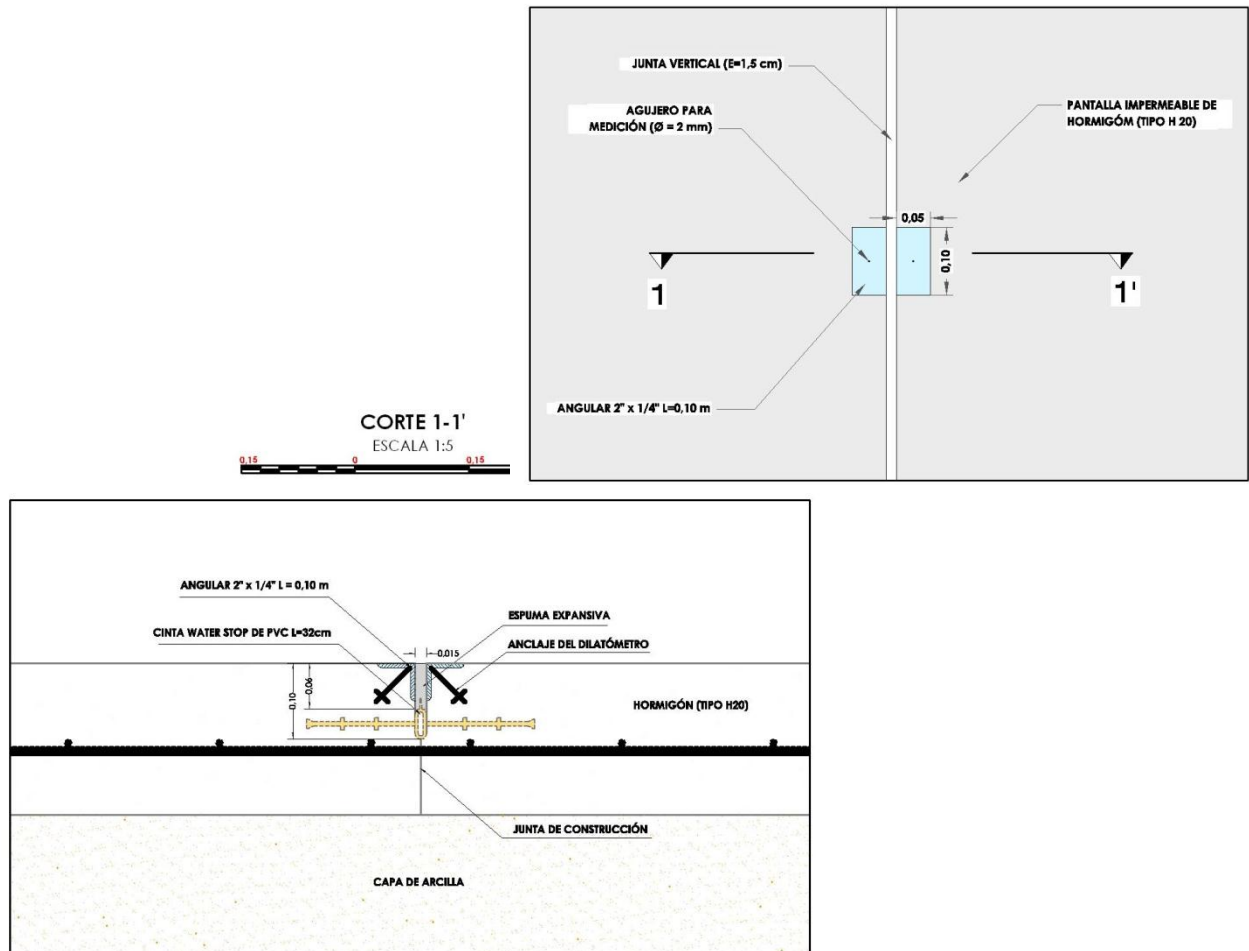 JUNTA VERTICAL (E=1,5 cm)
AGUJERO PARA
MEDICIÓN (Ø = 2 mm)
PANTALLA IMPERMEABLE DE
HORMIGÓM (TIPO H 20)
0,05
0,10
1
1'
ANGULAR 2" x 1/4" L=0,10 m
CORTE 1-1'
ESCALA 1:5
0,15
0
0,15
ANGULAR 2" x 1/4" L = 0,10 m
ESPUMA EXPANSIVA
CINTA WATER STOP DE PVC L=32cm
0,015
ANCLAJE DEL DILATÓMETRO
0,06
0,10
HORMIGÓN (TIPO H20)
JUNTA DE CONSTRUCCIÓN
CAPA DE ARCILLA